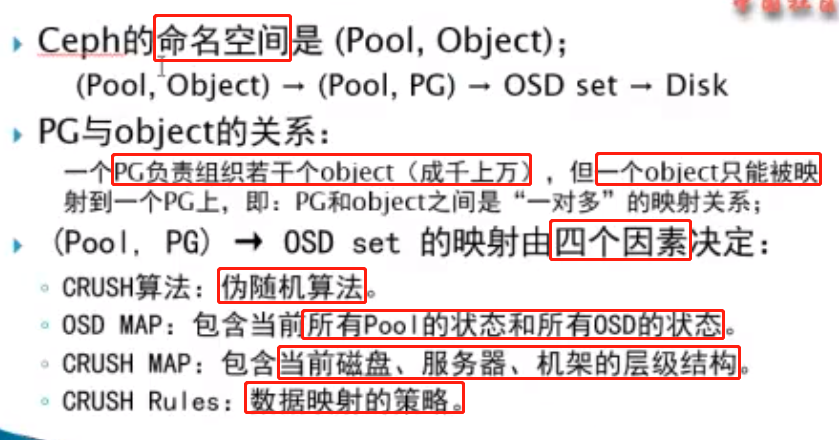 Ceph的命名空间是 (Pool, Object)；
(Pool, Object) → (Pool, PG) → OSD set → Disk
PG与object的关系：
一个PG负责组织若干个object（成千上万），但一个object只能被映
射到一个PG上，即：PG和object之间是“一对多”的映射关系；
(Pool, PG) → OSD set 的映射由四个因素决定：
CRUSH算法：伪随机算法。
OSD MAP：包含当前所有Pool的状态和所有OSD的状态。
CRUSH MAP：包含当前磁盘、服务器、机架的层级结构。
CRUSH Rules：数据映射的策略。